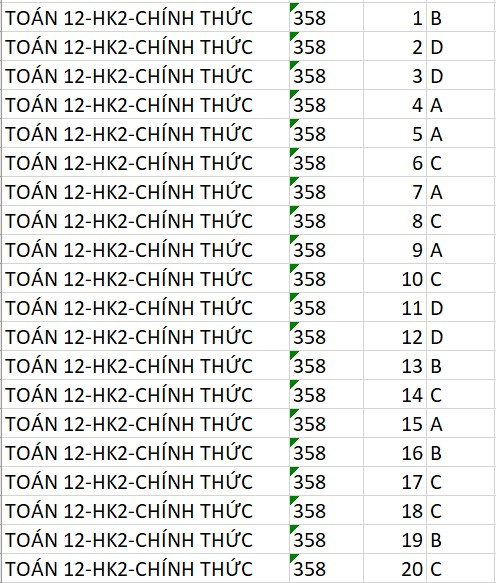 TOÁN 12-HK2-CHÍNH THỨC 358 1 B
TOÁN 12-HK2-CHÍNH THỨC 358 2 D
TOÁN 12-HK2-CHÍNH THỨC 358 3 D
TOÁN 12-HK2-CHÍNH THỨC 358 4 A
TOÁN 12-HK2-CHÍNH THỨC 358 5 A
TOÁN 12-HK2-CHÍNH THỨC 358 6 C
TOÁN 12-HK2-CHÍNH THỨC 358 7 A
TOÁN 12-HK2-CHÍNH THỨC 358 8 C
TOÁN 12-HK2-CHÍNH THỨC 358 9 A
TOÁN 12-HK2-CHÍNH THỨC 358 10 C
TOÁN 12-HK2-CHÍNH THỨC 358 11 D
TOÁN 12-HK2-CHÍNH THỨC 358 12 D
TOÁN 12-HK2-CHÍNH THỨC 358 13 B
TOÁN 12-HK2-CHÍNH THỨC 358 14 C
TOÁN 12-HK2-CHÍNH THỨC 358 15 A
TOÁN 12-HK2-CHÍNH THỨC 358 16 B
TOÁN 12-HK2-CHÍNH THỨC 358 17 C
TOÁN 12-HK2-CHÍNH THỨC 358 18 C
TOÁN 12-HK2-CHÍNH THỨC 358 19 B
TOÁN 12-HK2-CHÍNH THỨC 358 20 C